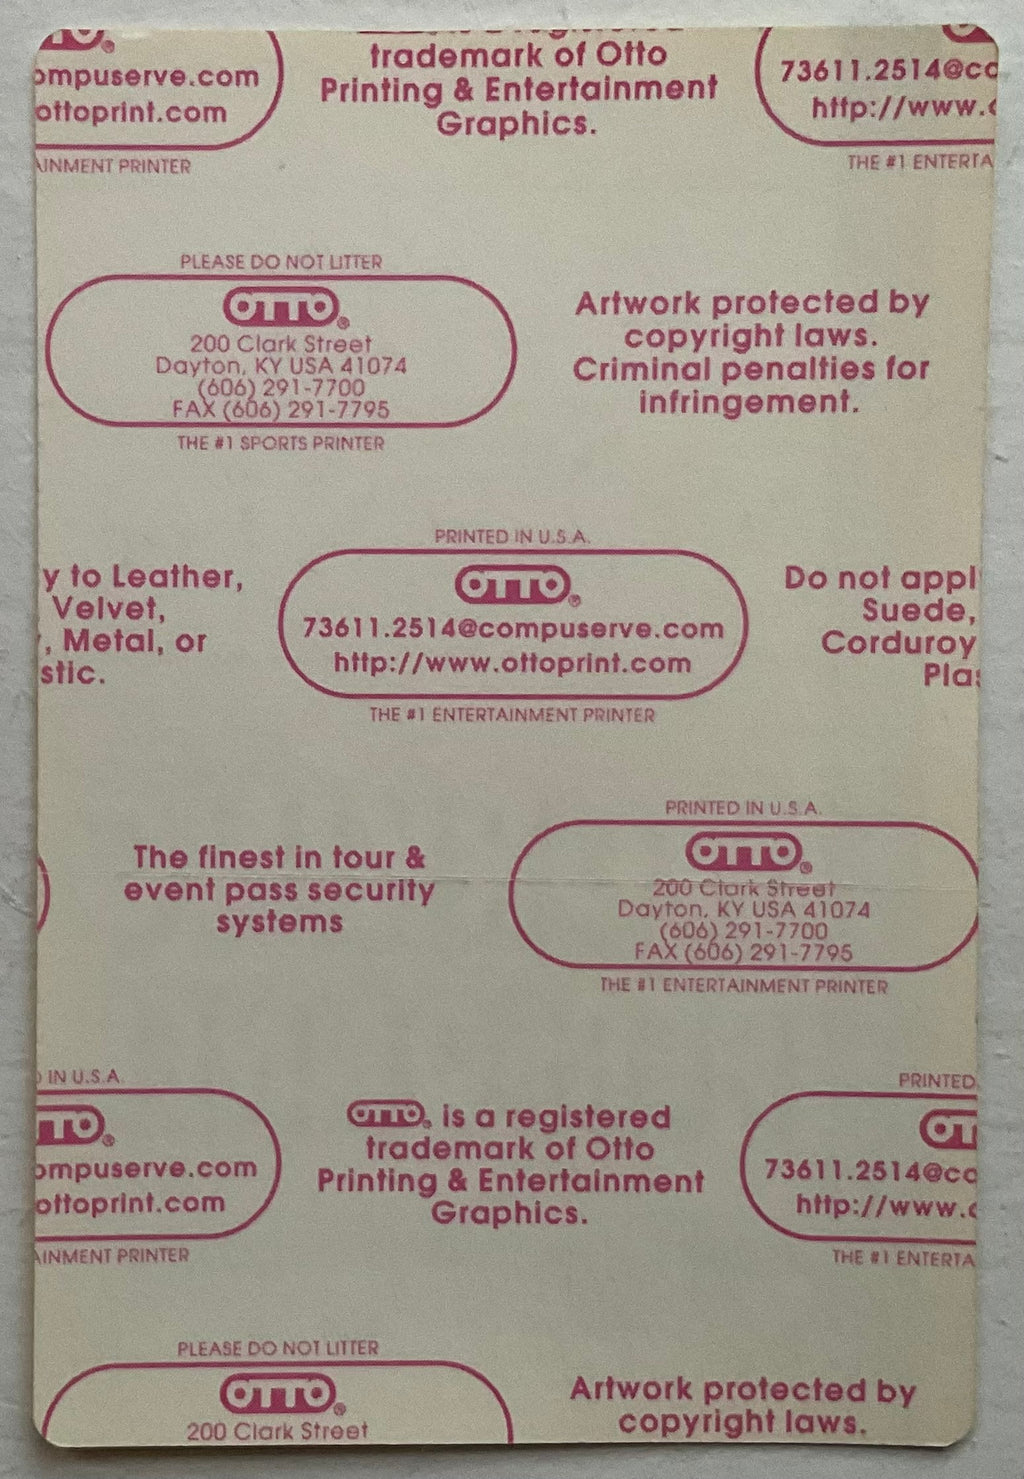 OTTO®
ompuserve.com
ottoprint.com
AINMENT PRINTER
trademark of Otto
Printing & Entertainment
Graphics.
73611.2514@co
http://www.
THE #1 ENTERTA
PLEASE DO NOT LITTER
OTTO®
200 Clark Street
Dayton, KY USA 41074
(606) 291-7700
FAX (606) 291-7795
THE #1 SPORTS PRINTER
Artwork protected by
copyright laws.
Criminal penalties for
infringement.
y to Leather,
Velvet,
, Metal, or
stic.
PRINTED IN U.S.A.
OTTO®
73611.2514@compuserve.com
http://www.ottoprint.com
THE #1 ENTERTAINMENT PRINTER
Do not appl
Suede,
Corduroy
Plas
The finest in tour &
event pass security
systems
PRINTED IN U.S.A.
OTTO®
200 Clark Street
Dayton, KY USA 41074
(606) 291-7700
FAX (606) 291-7795
THE #1 ENTERTAINMENT PRINTER
IN U.S.A.
TTO®
ompuserve.com
ottoprint.com
AINMENT PRINTER
OTTO® is a registered
trademark of Otto
Printing & Entertainment
Graphics.
PRINTED
OT
73611.2514@co
http://www.
THE #1 ENTERTA
PLEASE DO NOT LITTER
OTTO®
200 Clark Street
Artwork protected by
copyright laws.